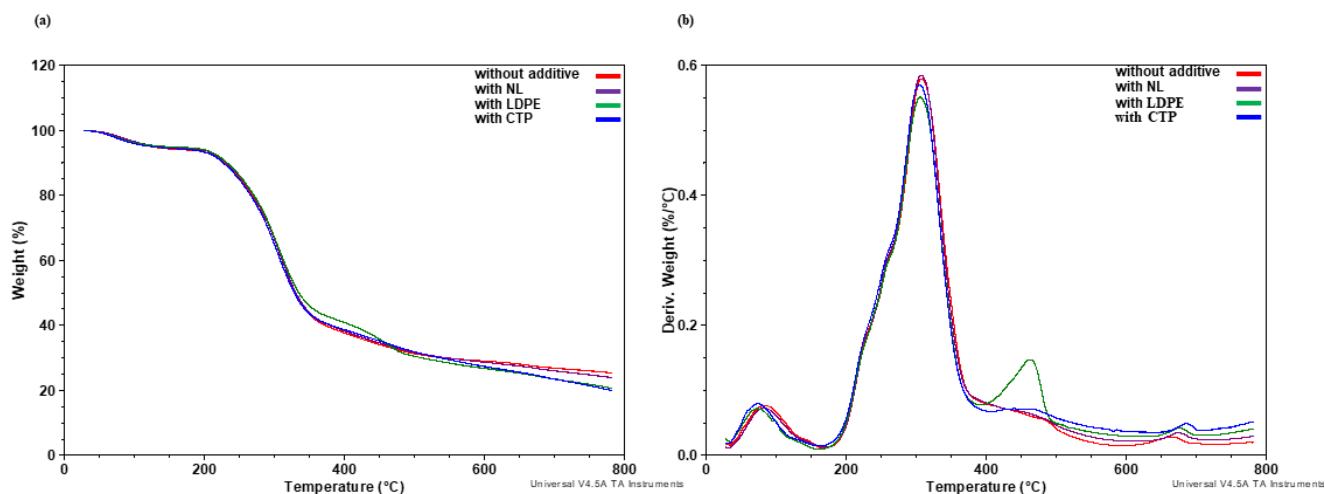 (a)
120
100
80
60
40
20
0
0 200 400 600 800
Weight (%)
Temperature (°C)
without additive
with NL
with LDPE
with CTP
Universal V4.5A TA Instruments
(b)
0.6
0.4
0.2
0.0
0 200 400 600 800
Deriv. Weight (%/°C)
Temperature (°C)
without additive
with NL
with LDPE
with CTP
Universal V4.5A TA Instruments